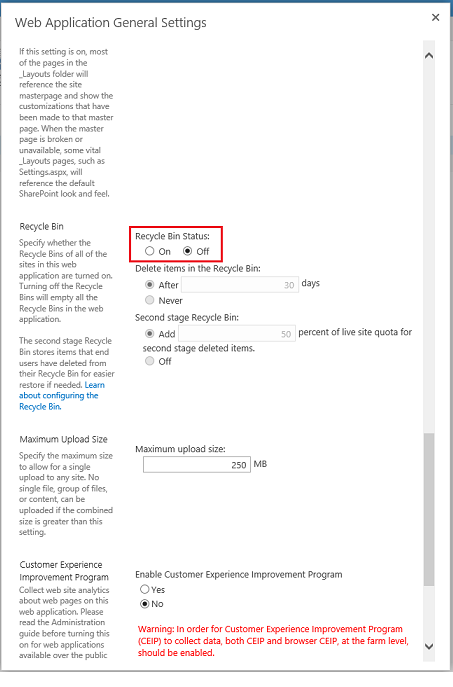 Web Application General Settings
If this setting is on, most
of the pages in the
_Layouts folder will
reference the site
masterpage and show the
customizations that have
been made to that master
page. When the master
page is broken or
unavailable, some vital
_Layouts pages, such as
Settings.aspx, will
reference the default
SharePoint look and feel.
Recycle Bin
Specify whether the
Recycle Bins of all of the
sites in this web
application are turned on.
Turning off the Recycle
Bins will empty all the
Recycle Bins in the web
application.
The second stage Recycle
Bin stores items that end
users have deleted from
their Recycle Bin for easier
restore if needed. Learn
about configuring the
Recycle Bin.
Recycle Bin Status:
On Off
Delete items in the Recycle Bin:
After 30 days
Never
Second stage Recycle Bin:
Add 50 percent of live site quota for
second stage deleted items.
Off
Maximum Upload Size
Specify the maximum size
to allow for a single
upload to any site. No
single file, group of files,
or content, can be
uploaded if the combined
size is greater than this
setting.
Maximum upload size:
250 MB
Customer Experience
Improvement Program
Collect web site analytics
about web pages on this
web application. Please
read the Administration
guide before turning this
on for web applications
available over the public
Enable Customer Experience Improvement Program
Yes
No
Warning: In order for Customer Experience Improvement Program
(CEIP) to collect data, both CEIP and browser CEIP, at the farm level,
should be enabled.